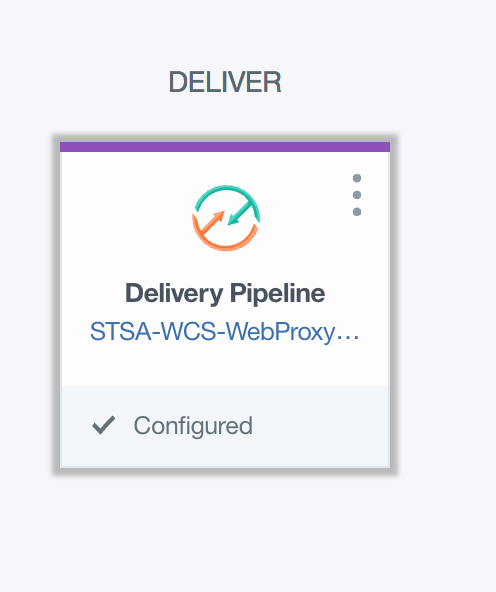 DELIVER
Delivery Pipeline
STSA-WCS-WebProxy...
Configured